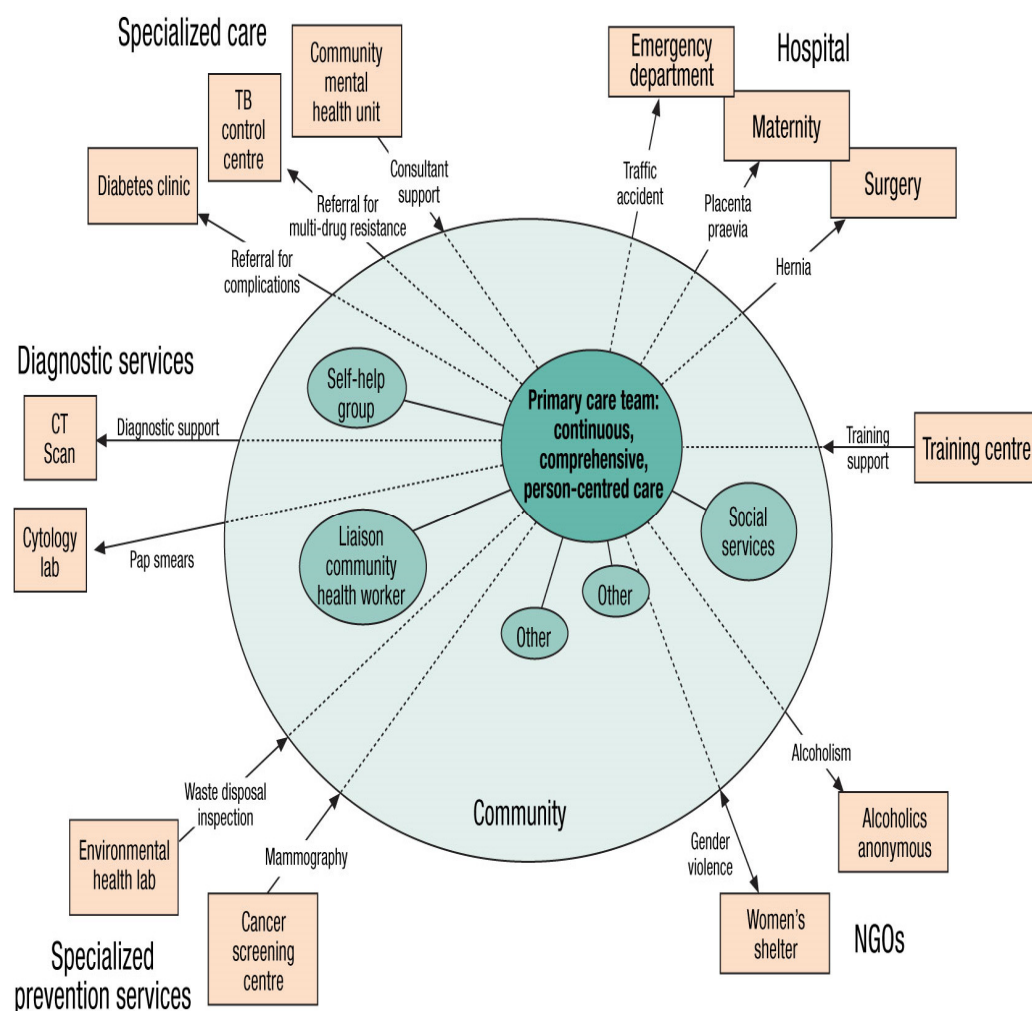 Specialized care
Community
mental
health unit
TB
control
centre
Diabetes clinic
Consultant
support
Referral for
multi-drug resistance
Referral for
complications
Emergency
department
Hospital
Maternity
Surgery
Traffic
accident
Placenta
praevia
Hernia
Diagnostic services
CT
Scan
Diagnostic support
Cytology
lab
Pap smears
Self-help
group
Primary care team:
continuous,
comprehensive,
person-centred care
Training
support
Training centre
Liaison
community
health worker
Social
services
Other
Other
Community
Waste disposal
inspection
Environmental
health lab
Mammography
Cancer
screening
centre
Specialized
prevention services
Alcoholism
Alcoholics
anonymous
Gender
violence
Women's
shelter
NGOs